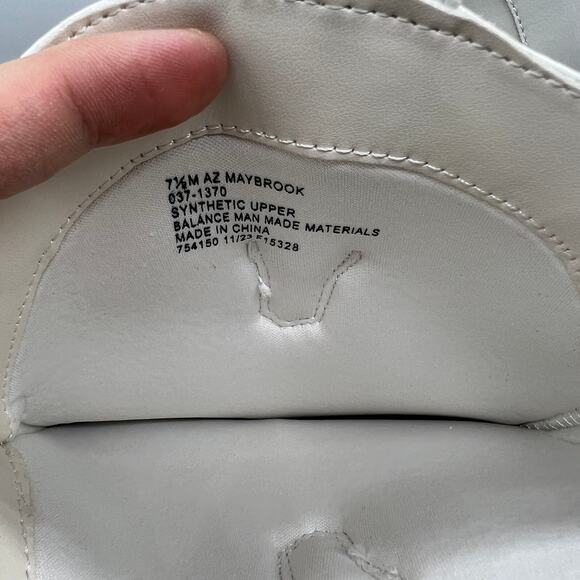 7½M AZ MAYBROOK
037-1370
SYNTHETIC UPPER
BALANCE MAN MADE MATERIALS
MADE IN CHINA
754150 11/23 515328